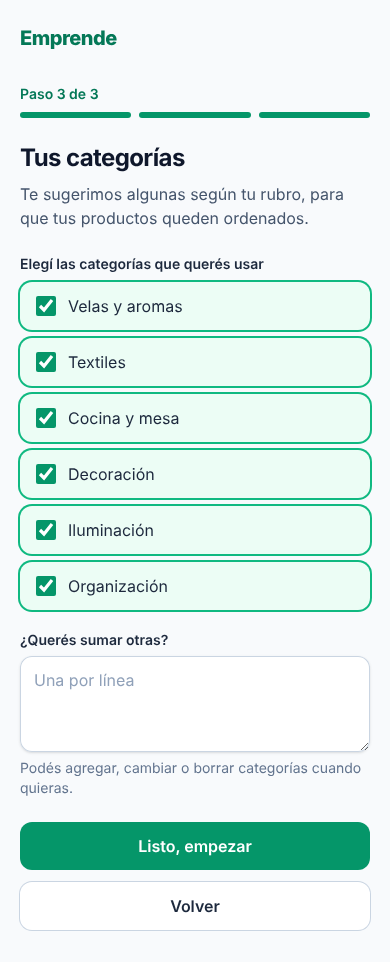 Emprende
Paso 3 de 3
Tus categorías
Te sugerimos algunas según tu rubro, para
que tus productos queden ordenados.
Elegí las categorías que querés usar
Velas y aromas
Textiles
Cocina y mesa
Decoración
Iluminación
Organización
¿Querés sumar otras?
Una por línea
Podés agregar, cambiar o borrar categorías cuando
quieras.
Listo, empezar
Volver